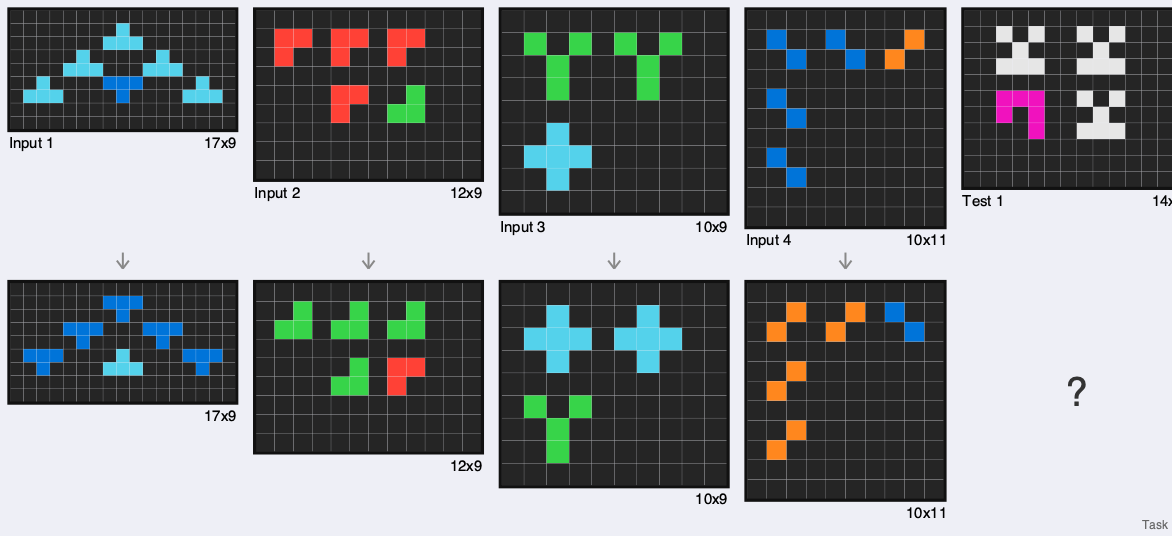 Input 1 17x9
Input 2 12x9
Input 3 10x9
Input 4 10x11
Test 1 14x
17x9
12x9
10x9
10x11
?
Task